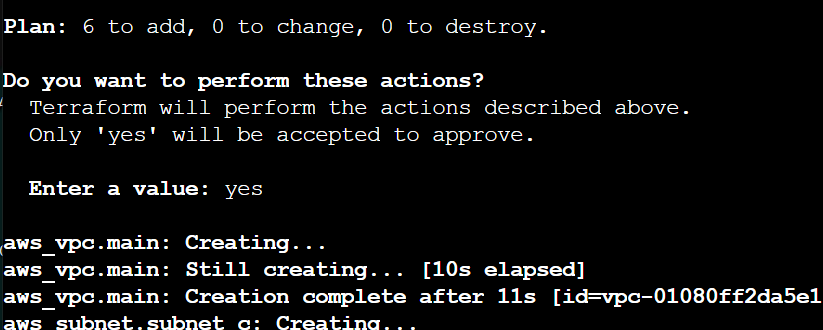 Plan: 6 to add, 0 to change, 0 to destroy.
Do you want to perform these actions?
Terraform will perform the actions described above.
Only 'yes' will be accepted to approve.
Enter a value: yes
aws_vpc.main: Creating...
aws_vpc.main: Still creating... [10s elapsed]
aws_vpc.main: Creation complete after 11s [id=vpc-01080ff2da5e1
aws_subnet.subnet_c: Creating...